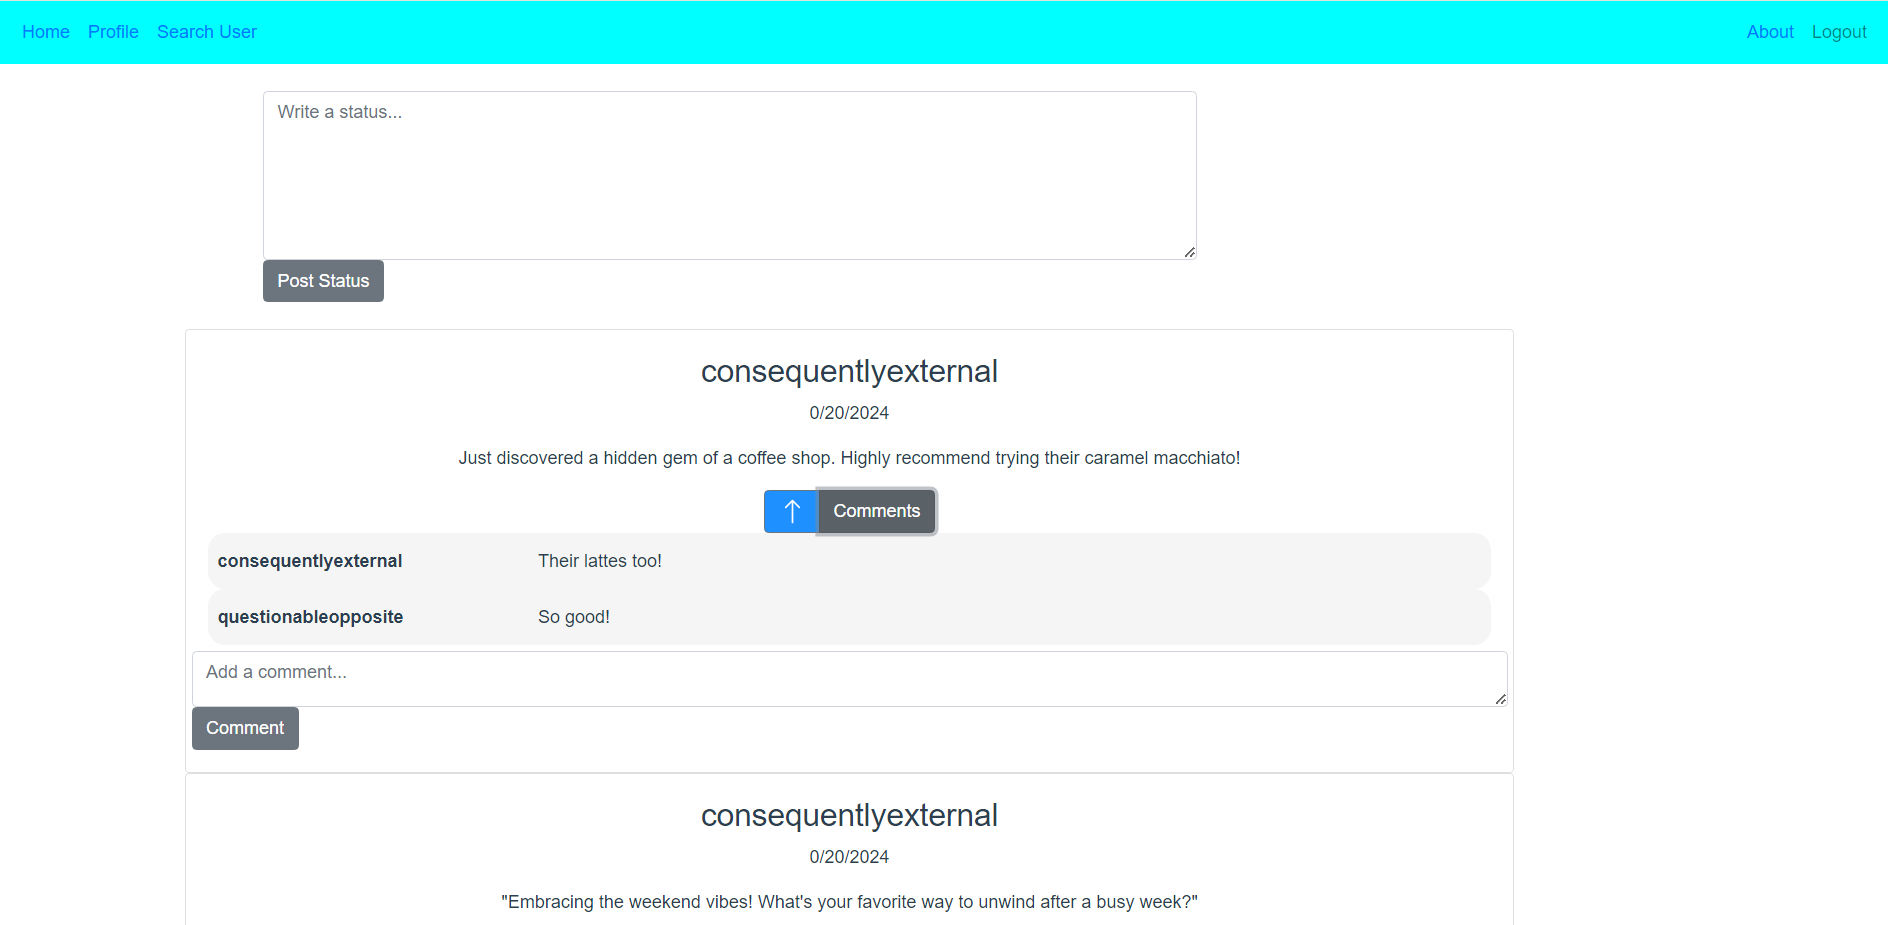 Home Profile Search User About Logout
Write a status...
Post Status
consequentlyexternal
0/20/2024
Just discovered a hidden gem of a coffee shop. Highly recommend trying their caramel macchiato!
↑ Comments
consequentlyexternal Their lattes too!
questionableopposite So good!
Add a comment...
Comment
consequentlyexternal
0/20/2024
"Embracing the weekend vibes! What's your favorite way to unwind after a busy week?"